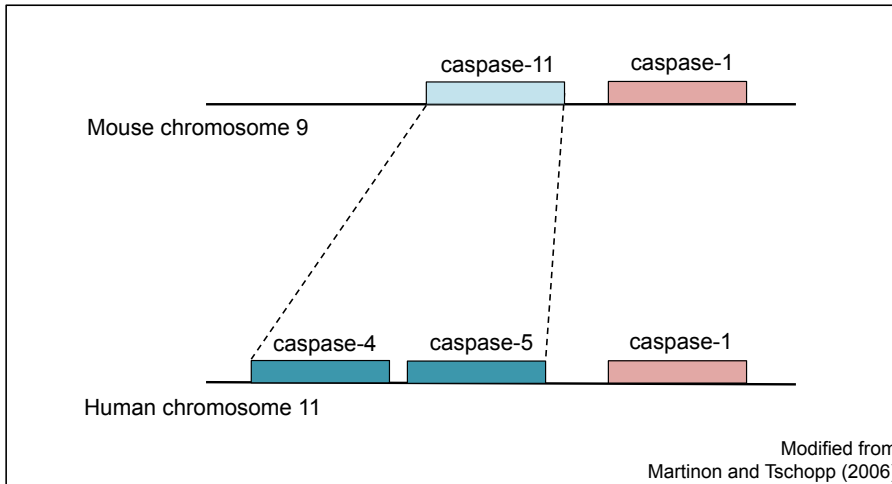 caspase-11 caspase-1
Mouse chromosome 9
caspase-4 caspase-5 caspase-1
Human chromosome 11
Modified from
Martinon and Tschopp (2006)